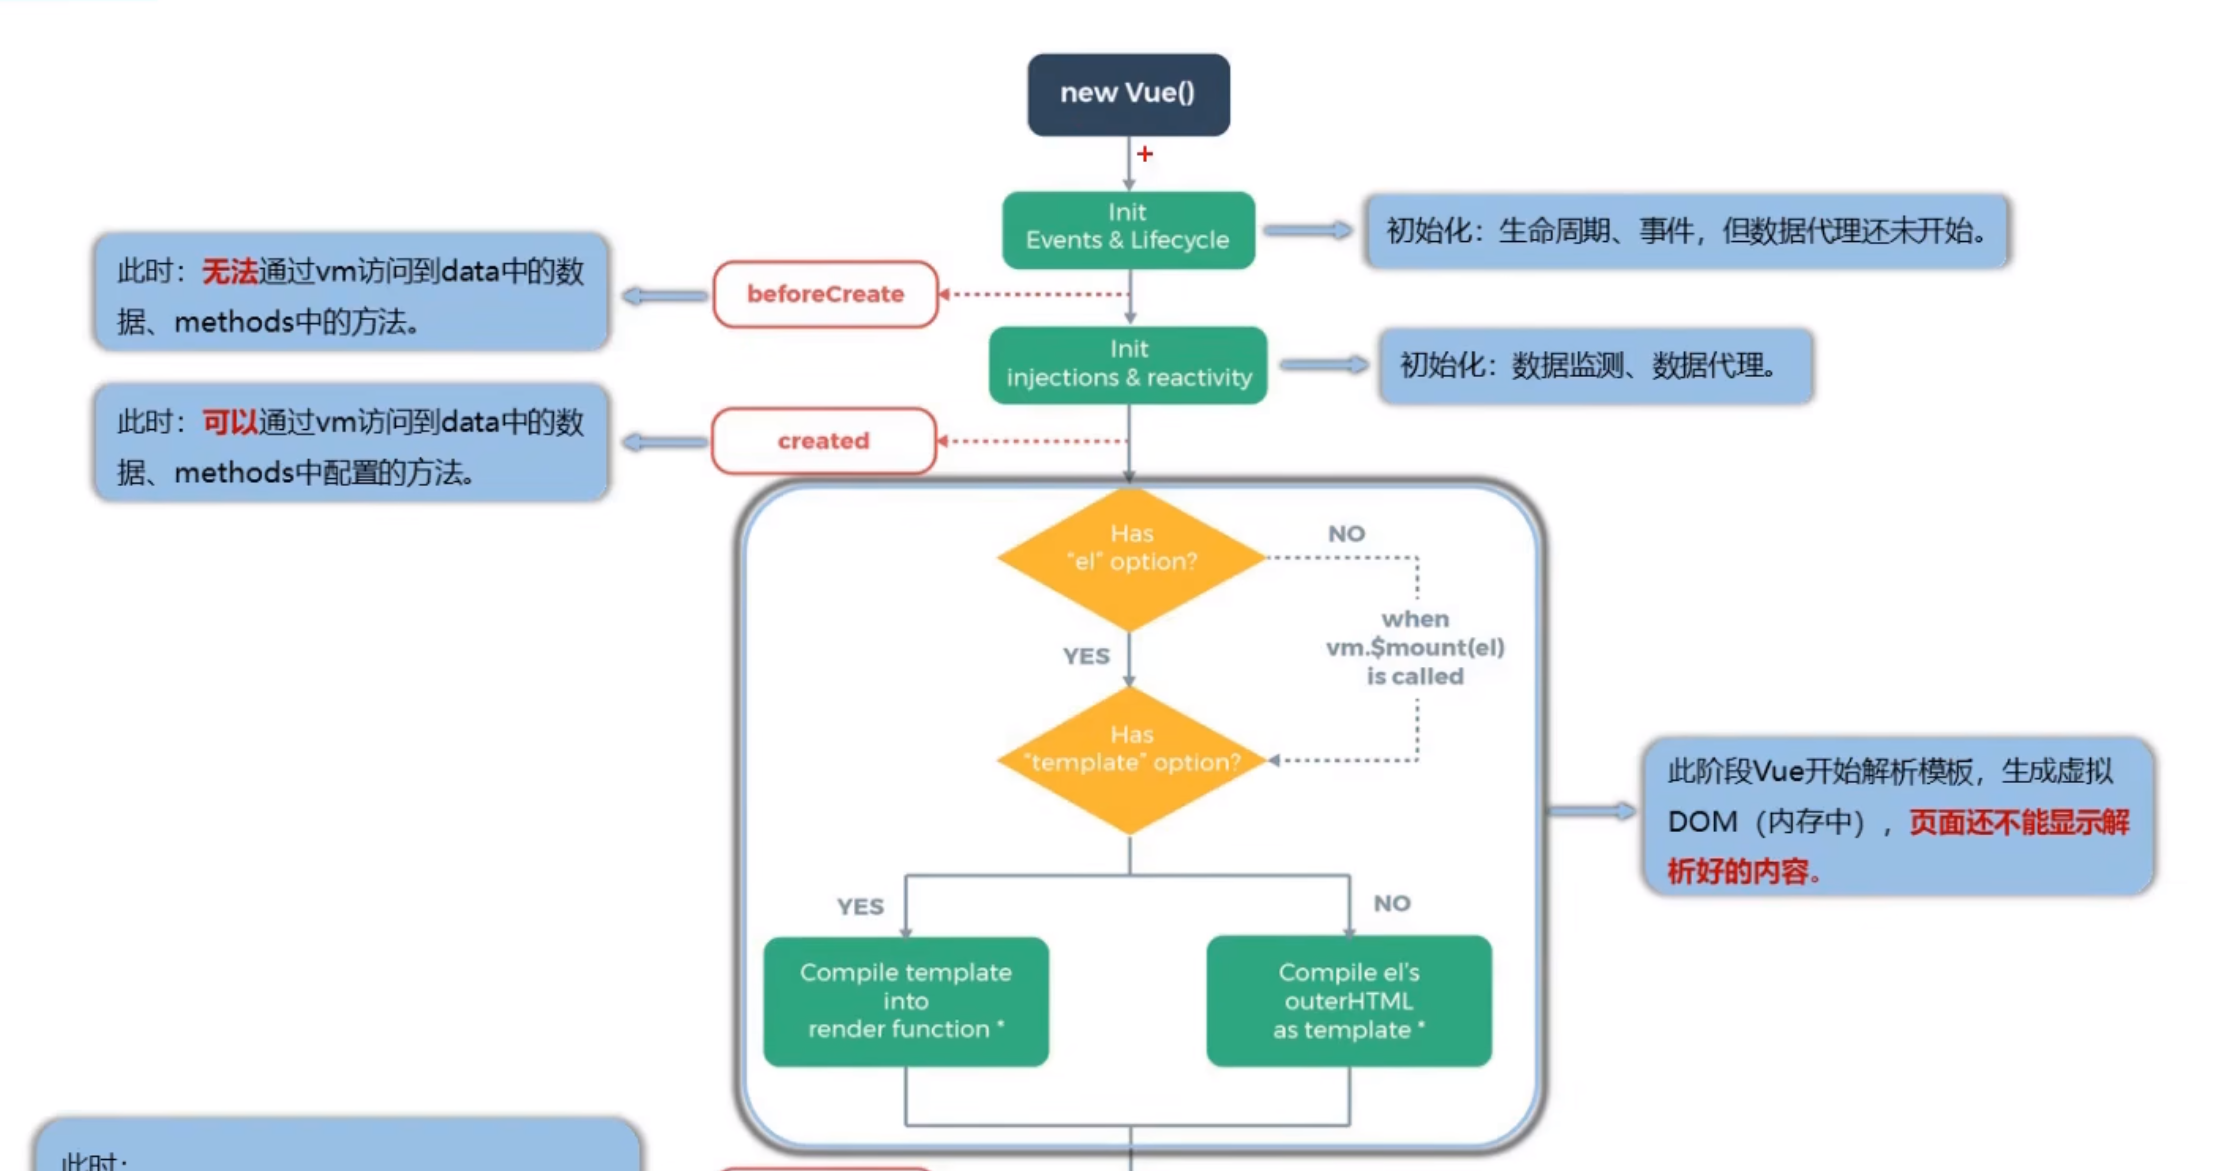 new Vue()
Init
Events & Lifecycle
初始化：生命周期、事件，但数据代理还未开始。
beforeCreate
此时：无法通过vm访问到data中的数
据、methods中的方法。
Init
injections & reactivity
初始化：数据监测、数据代理。
created
此时：可以通过vm访问到data中的数
据、methods中配置的方法。
Has
“el” option?
NO
when
vm.$mount(el)
is called
YES
Has
“template” option?
此阶段Vue开始解析模板，生成虚拟
DOM（内存中），页面还不能显示解
析好的内容。
YES
NO
Compile template
into
render function *
Compile el’s
outerHTML
as template *
此时：